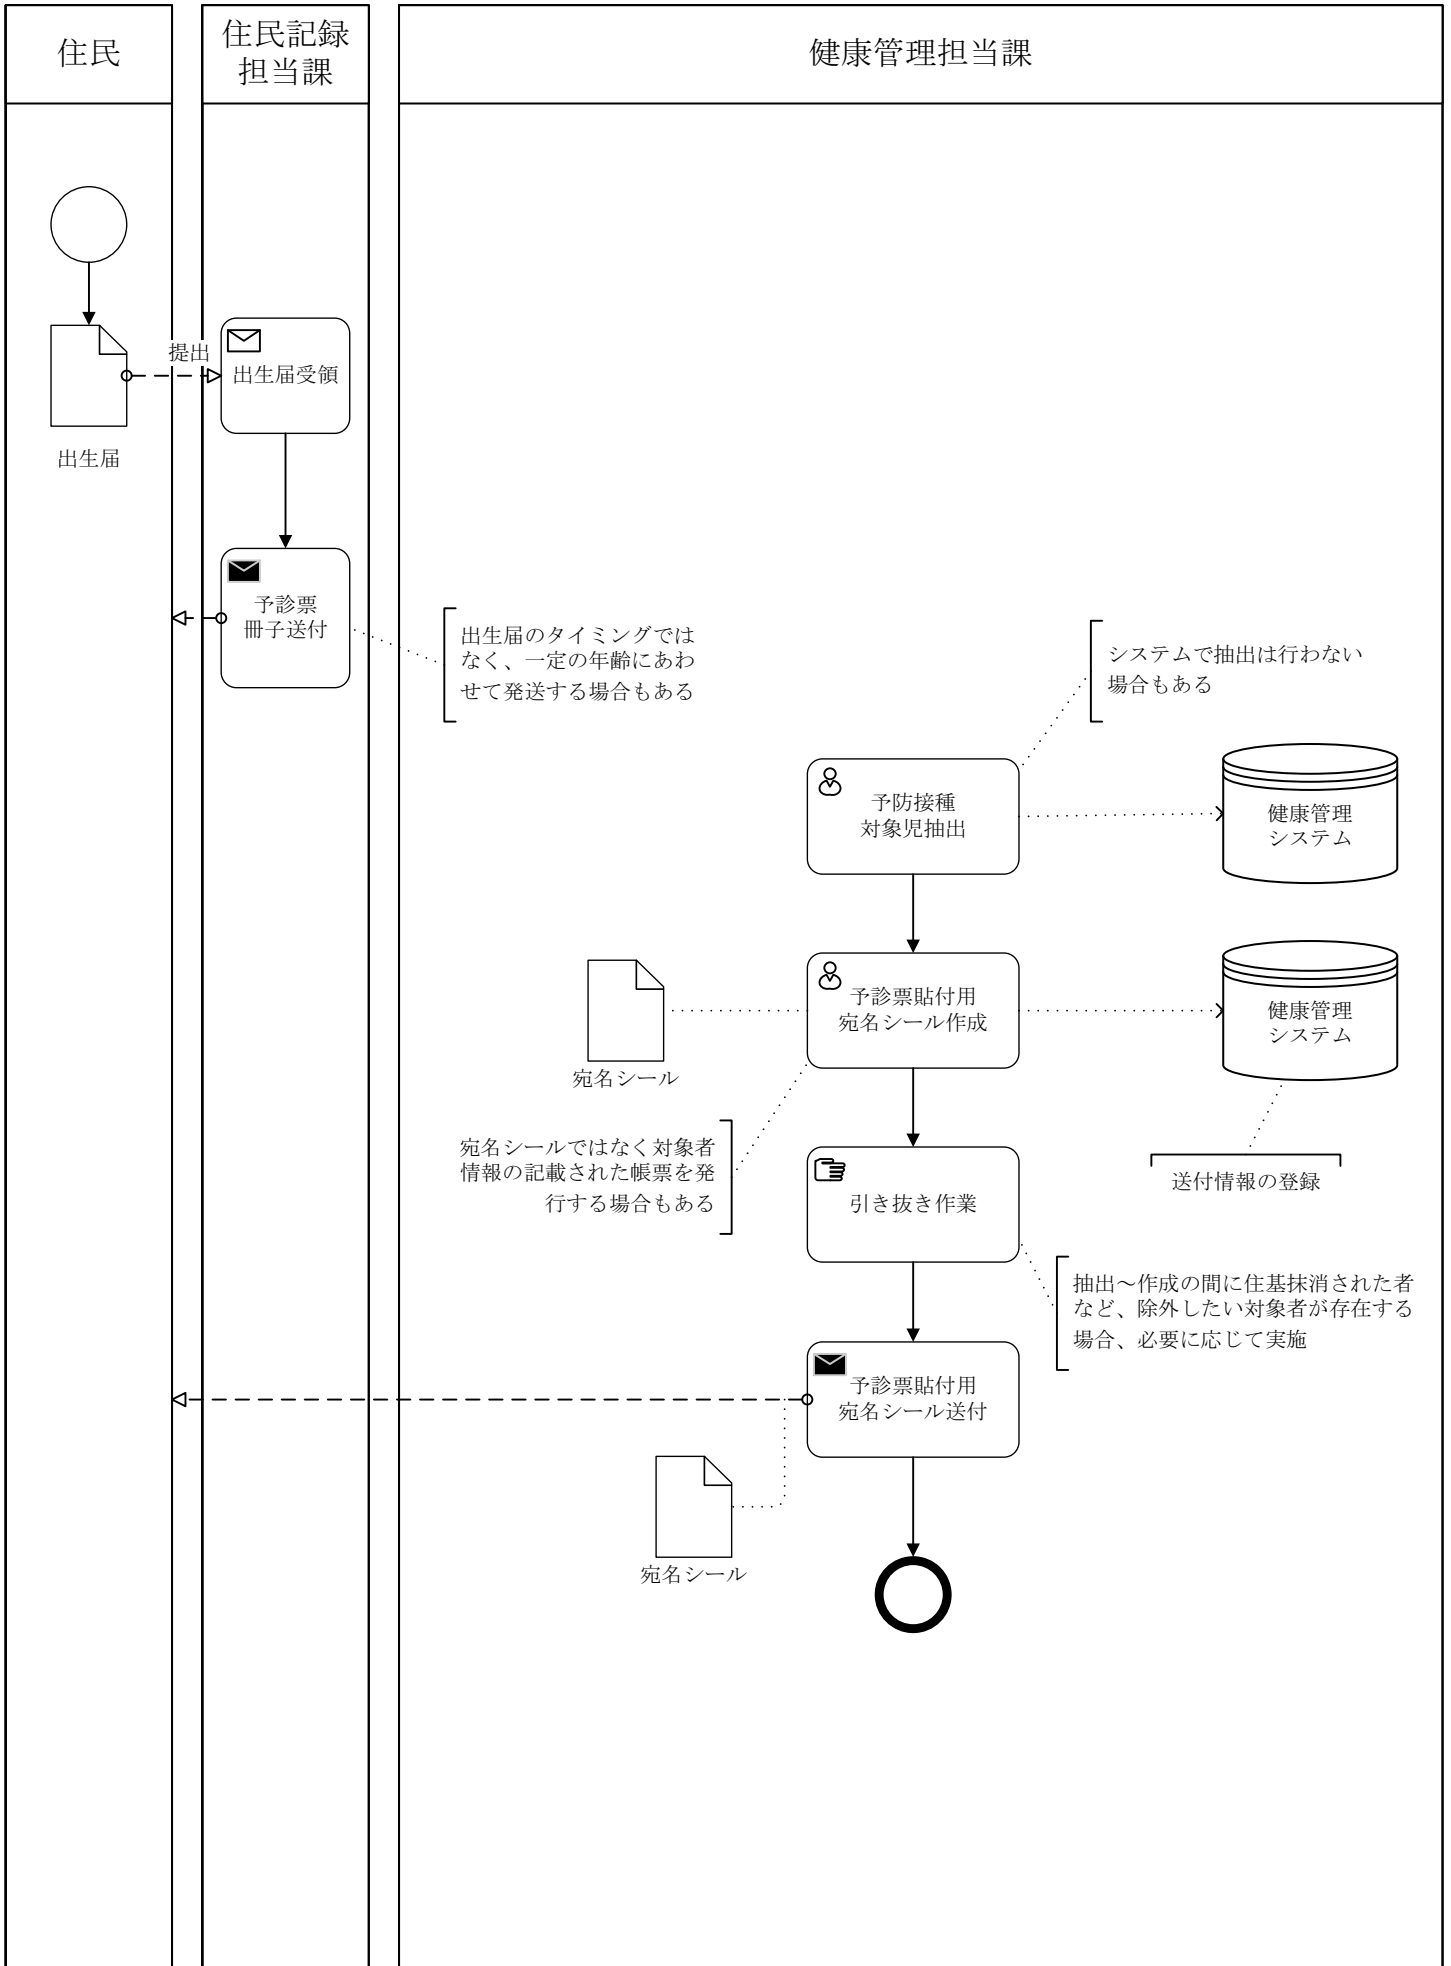 住民
住民記録
担当課
健康管理担当課
提出
出生届受領
出生届
予診票
冊子送付
出生届のタイミングでは
なく、一定の年齢にあわ
せて発送する場合もある
システムで抽出は行わない
場合もある
予防接種
対象児抽出
健康管理
システム
予診票貼付用
宛名シール作成
健康管理
システム
宛名シール
宛名シールではなく対象者
情報の記載された帳票を発
行する場合もある
送付情報の登録
引き抜き作業
抽出～作成の間に住基抹消された者
など、除外したい対象者が存在する
場合、必要に応じて実施
予診票貼付用
宛名シール送付
宛名シール